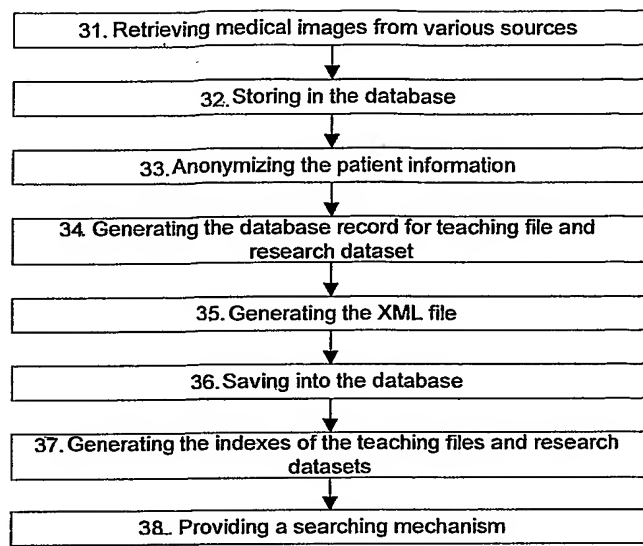 31. Retrieving medical images from various sources
32. Storing in the database
33. Anonymizing the patient information
34. Generating the database record for teaching file and
research dataset
35. Generating the XML file
36. Saving into the database
37. Generating the indexes of the teaching files and research
datasets
38. Providing a searching mechanism